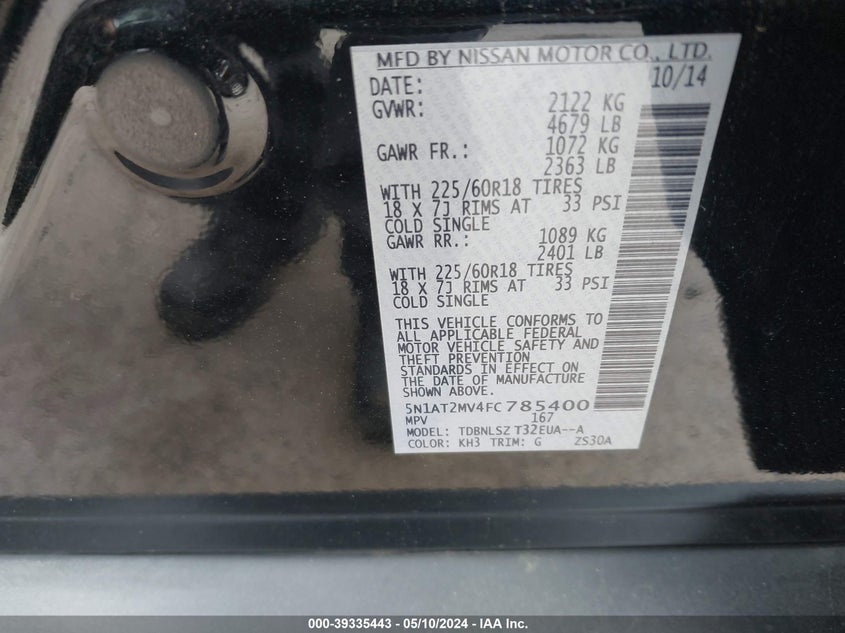 MFD BY NISSAN MOTOR CO., LTD.
DATE: 10/14
GVWR: 2122 KG
4679 LB
GAWR FR.: 1072 KG
2363 LB
WITH 225/60R18 TIRES
18 X 7J RIMS AT 33 PSI
COLD SINGLE
GAWR RR.: 1089 KG
2401 LB
WITH 225/60R18 TIRES
18 X 7J RIMS AT 33 PSI
COLD SINGLE
THIS VEHICLE CONFORMS TO
ALL APPLICABLE FEDERAL
MOTOR VEHICLE SAFETY AND
THEFT PREVENTION
STANDARDS IN EFFECT ON
THE DATE OF MANUFACTURE
SHOWN ABOVE.
5N1AT2MV4FC785400
MPV 167
MODEL: TDBNLSZ T32EUA--A
COLOR: KH3 TRIM: G ZS30A
000-39335443 — 05/10/2024 — IAA Inc.